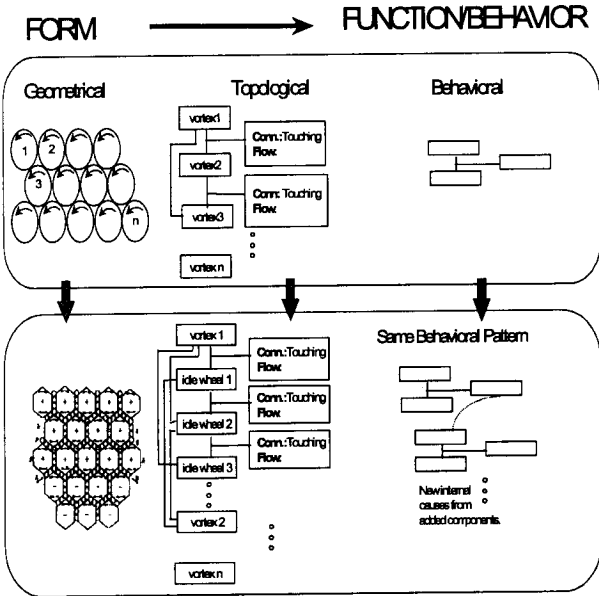 FORM
FUNCTION/BEHAVIOR
Geometrical
Topological
Behavioral
1
2
3
n
vortex1
vortex2
vortex3
vortex n
Conn.:Touching
Flow:
Conn: Touching
Flow:
Same Behavioral Pattern
vortex 1
idle wheel 1
idle wheel 2
idle wheel 3
vortex 2
vortex n
Conn.:Touching
Flow:
Conn.:Touching
Flow:
Conn.:Touching
Flow:
New internal
causes from
added components.